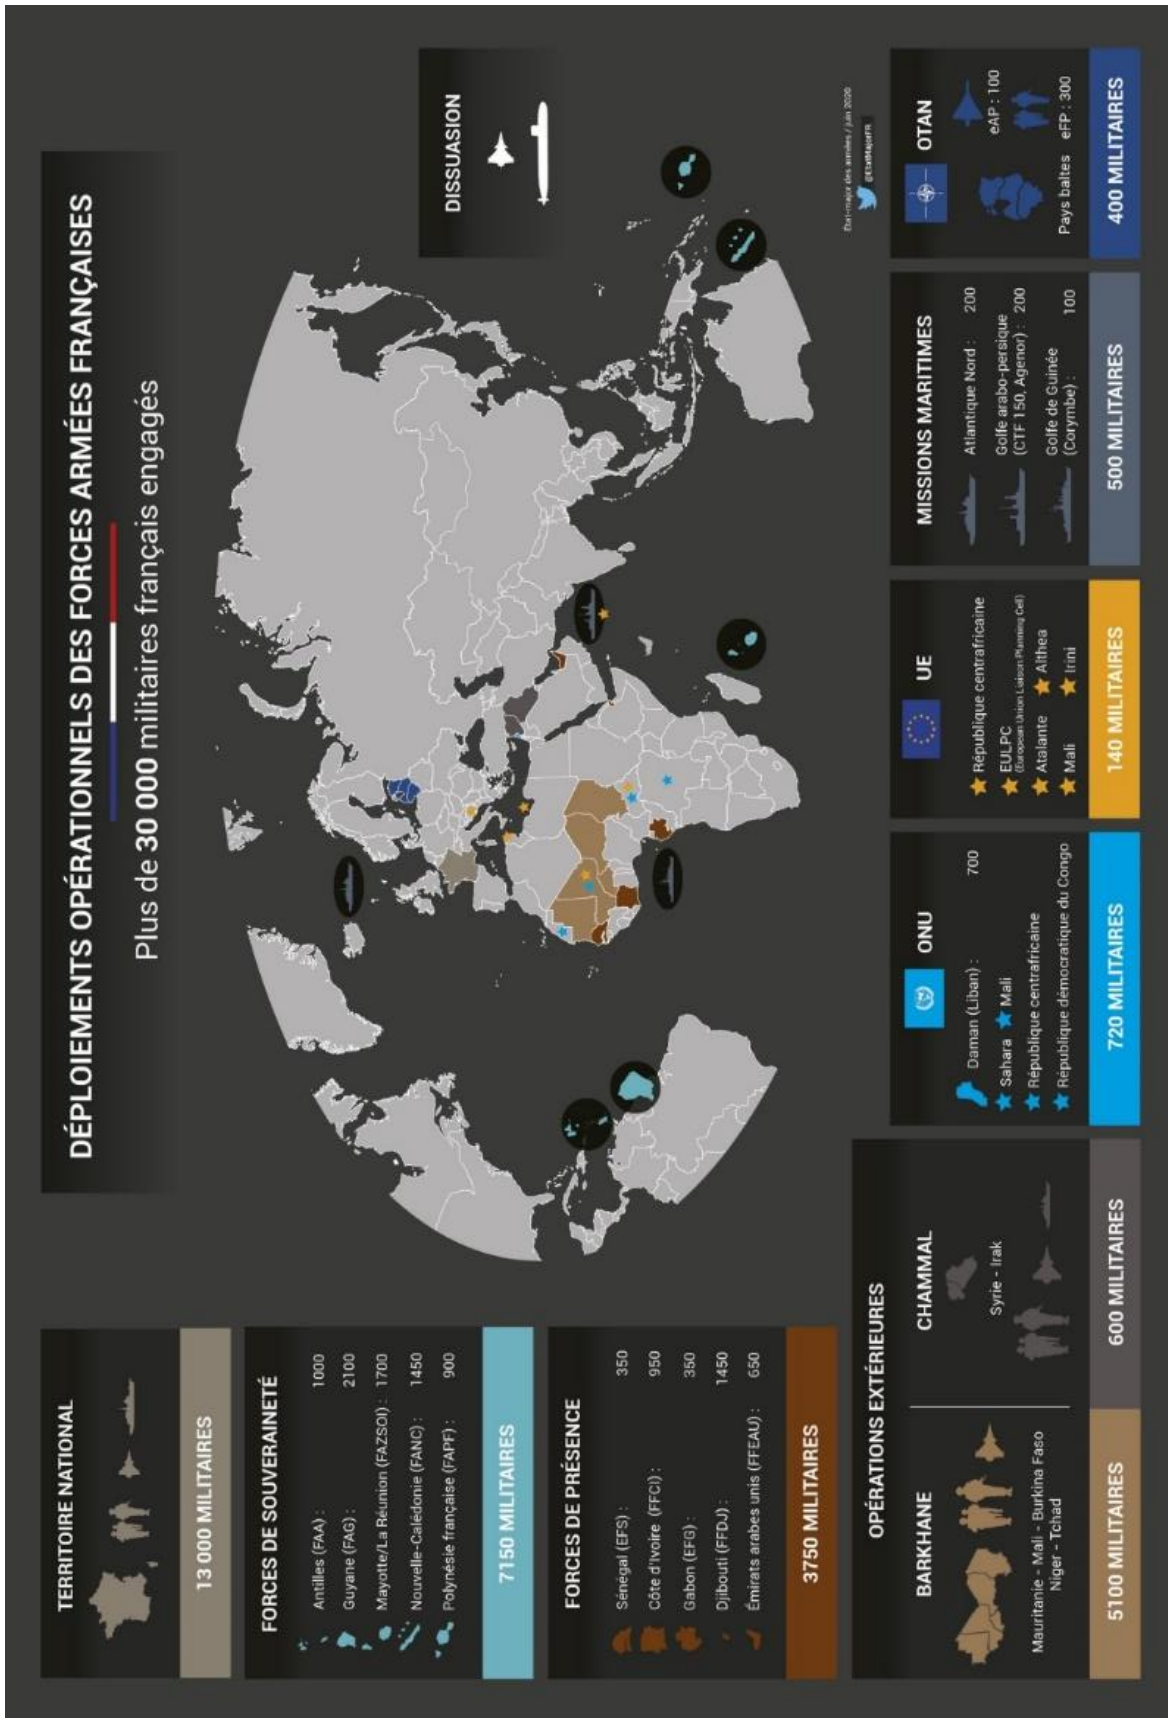 DÉPLOIEMENTS OPÉRATIONNELS DES FORCES ARMÉES FRANÇAISES
Plus de 30 000 militaires français engagés
TERRITOIRE NATIONAL
13 000 MILITAIRES
FORCES DE SOUVERAINETÉ
Antilles (FAA) : 1000
Guyane (FAG) : 2100
Mayotte/La Réunion (FAZSOI) : 1700
Nouvelle-Calédonie (FANC) : 1450
Polynésie française (FAPF) : 900
7150 MILITAIRES
FORCES DE PRÉSENCE
Sénégal (EFS) : 350
Côte d'Ivoire (FFCI) : 950
Gabon (EFG) : 350
Djibouti (FFDJ) : 1450
Émirats arabes unis (FFEAU) : 650
3750 MILITAIRES
DISSUASION
État-major des armées / juin 2020
@EtatMajorFR
OPÉRATIONS EXTÉRIEURES
BARKHANE
Mauritanie - Mali - Burkina Faso
Niger - Tchad
5100 MILITAIRES
CHAMMAL
Syrie - Irak
600 MILITAIRES
ONU
Daman (Liban) : 700
Sahara Mali
République centrafricaine
République démocratique du Congo
720 MILITAIRES
UE
République centrafricaine
EULPC
(European Union Liaison Planning Cell)
Atalante Althea
Mali Irini
140 MILITAIRES
MISSIONS MARITIMES
Atlantique Nord : 200
Golfe arabo-persique
(CTF 150, Agenor) : 200
Golfe de Guinée
(Corymbe) : 100
500 MILITAIRES
OTAN
eAP : 100
Pays baltes eFP : 300
400 MILITAIRES